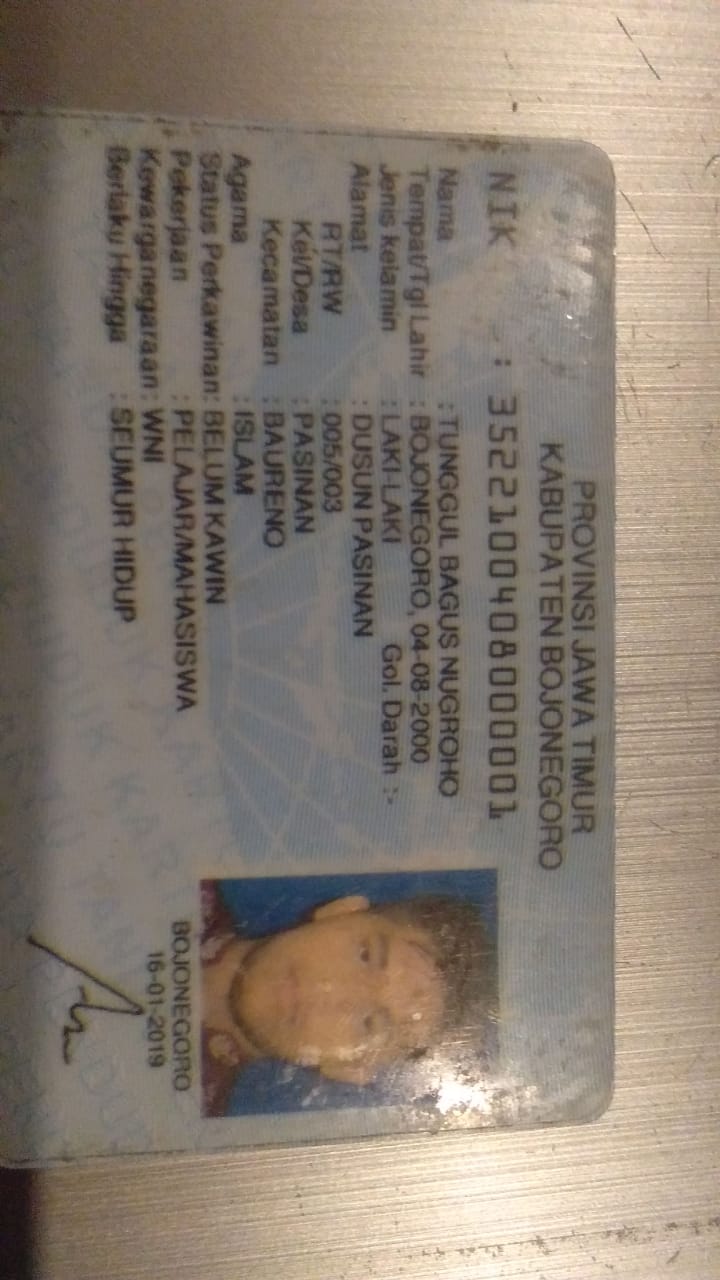 PROVINSI JAWA TIMUR
KABUPATEN BOJONEGORO
NIK : 3522100408000001
Nama : TUNGGUL BAGUS NUGROHO
Tempat/Tgl Lahir : BOJONEGORO, 04-08-2000
Jenis kelamin : LAKI-LAKI Gol. Darah : -
Alamat : DUSUN PASINAN
RT/RW : 005/003
Kel/Desa : PASINAN
Kecamatan : BAURENO
Agama : ISLAM
Status Perkawinan: BELUM KAWIN
Pekerjaan : PELAJAR/MAHASISWA
Kewarganegaraan: WNI
Berlaku Hingga : SEUMUR HIDUP
BOJONEGORO
16-01-2019